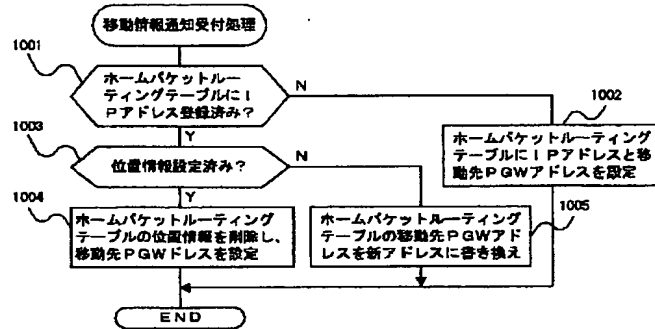 移動情報通知受付処理
1001
ホームパケットルー
ティングテーブルにI
Pアドレス登録済み？
N
Y
1002
ホームパケットルーティング
テーブルにIPアドレスと移
動先PGWアドレスを設定
1003
位置情報設定済み？
N
Y
1004
ホームパケットルーティング
テーブルの位置情報を削除し、
移動先PGWドレスを設定
ホームパケットルーティング
テーブルの移動先PGWアド
レスを新アドレスに書き換え
1005
END